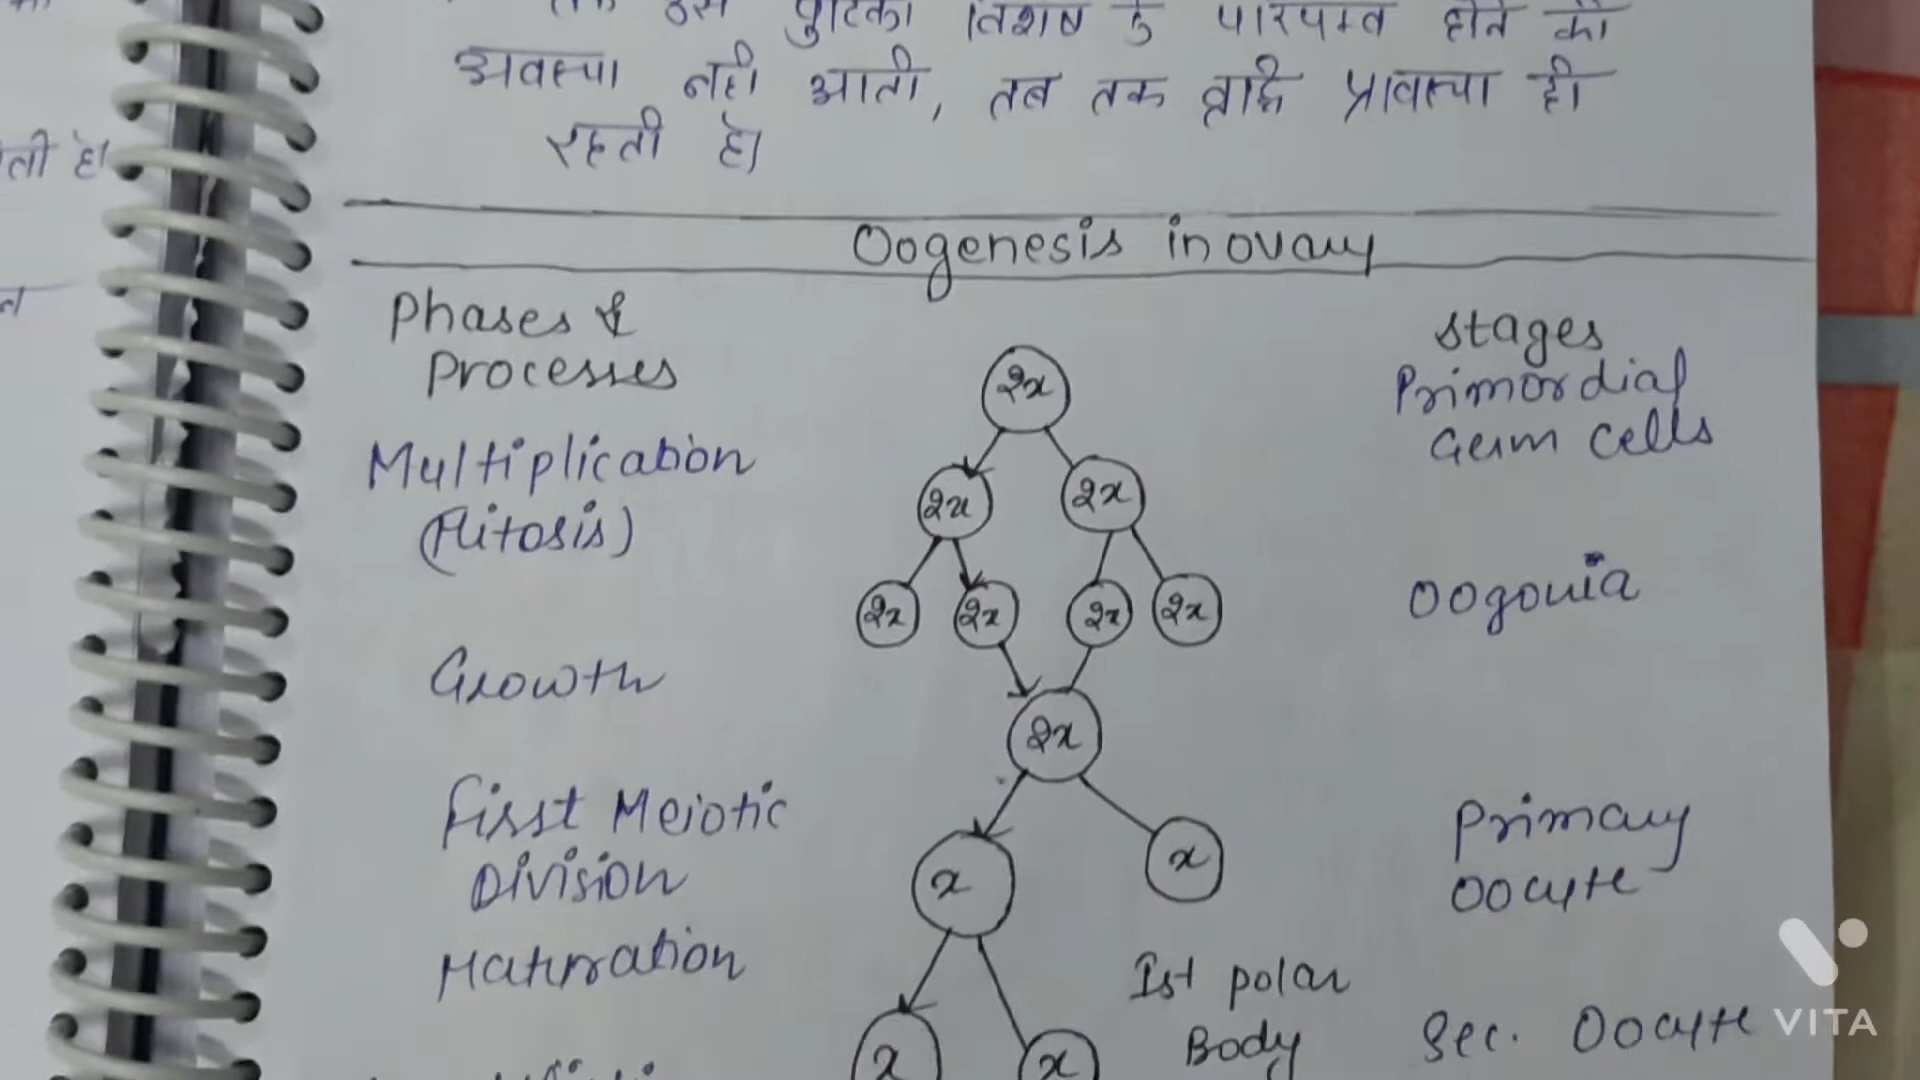 अवस्था नही आती, तब तक वृद्धि प्रावस्था ही
रहती है।
ती है।
Oogenesis in ovary
Phases &
Processes
Stages
Primordial
Germ cells
2x
Multiplication
(Mitosis)
2x 2x
Oogonia
2x 2x 2x 2x
Growth
2x
First Meiotic
Division
Primary
Oocyte
x x
Maturation
Ist polar
Body
Sec. Oocyte
x x
VITA